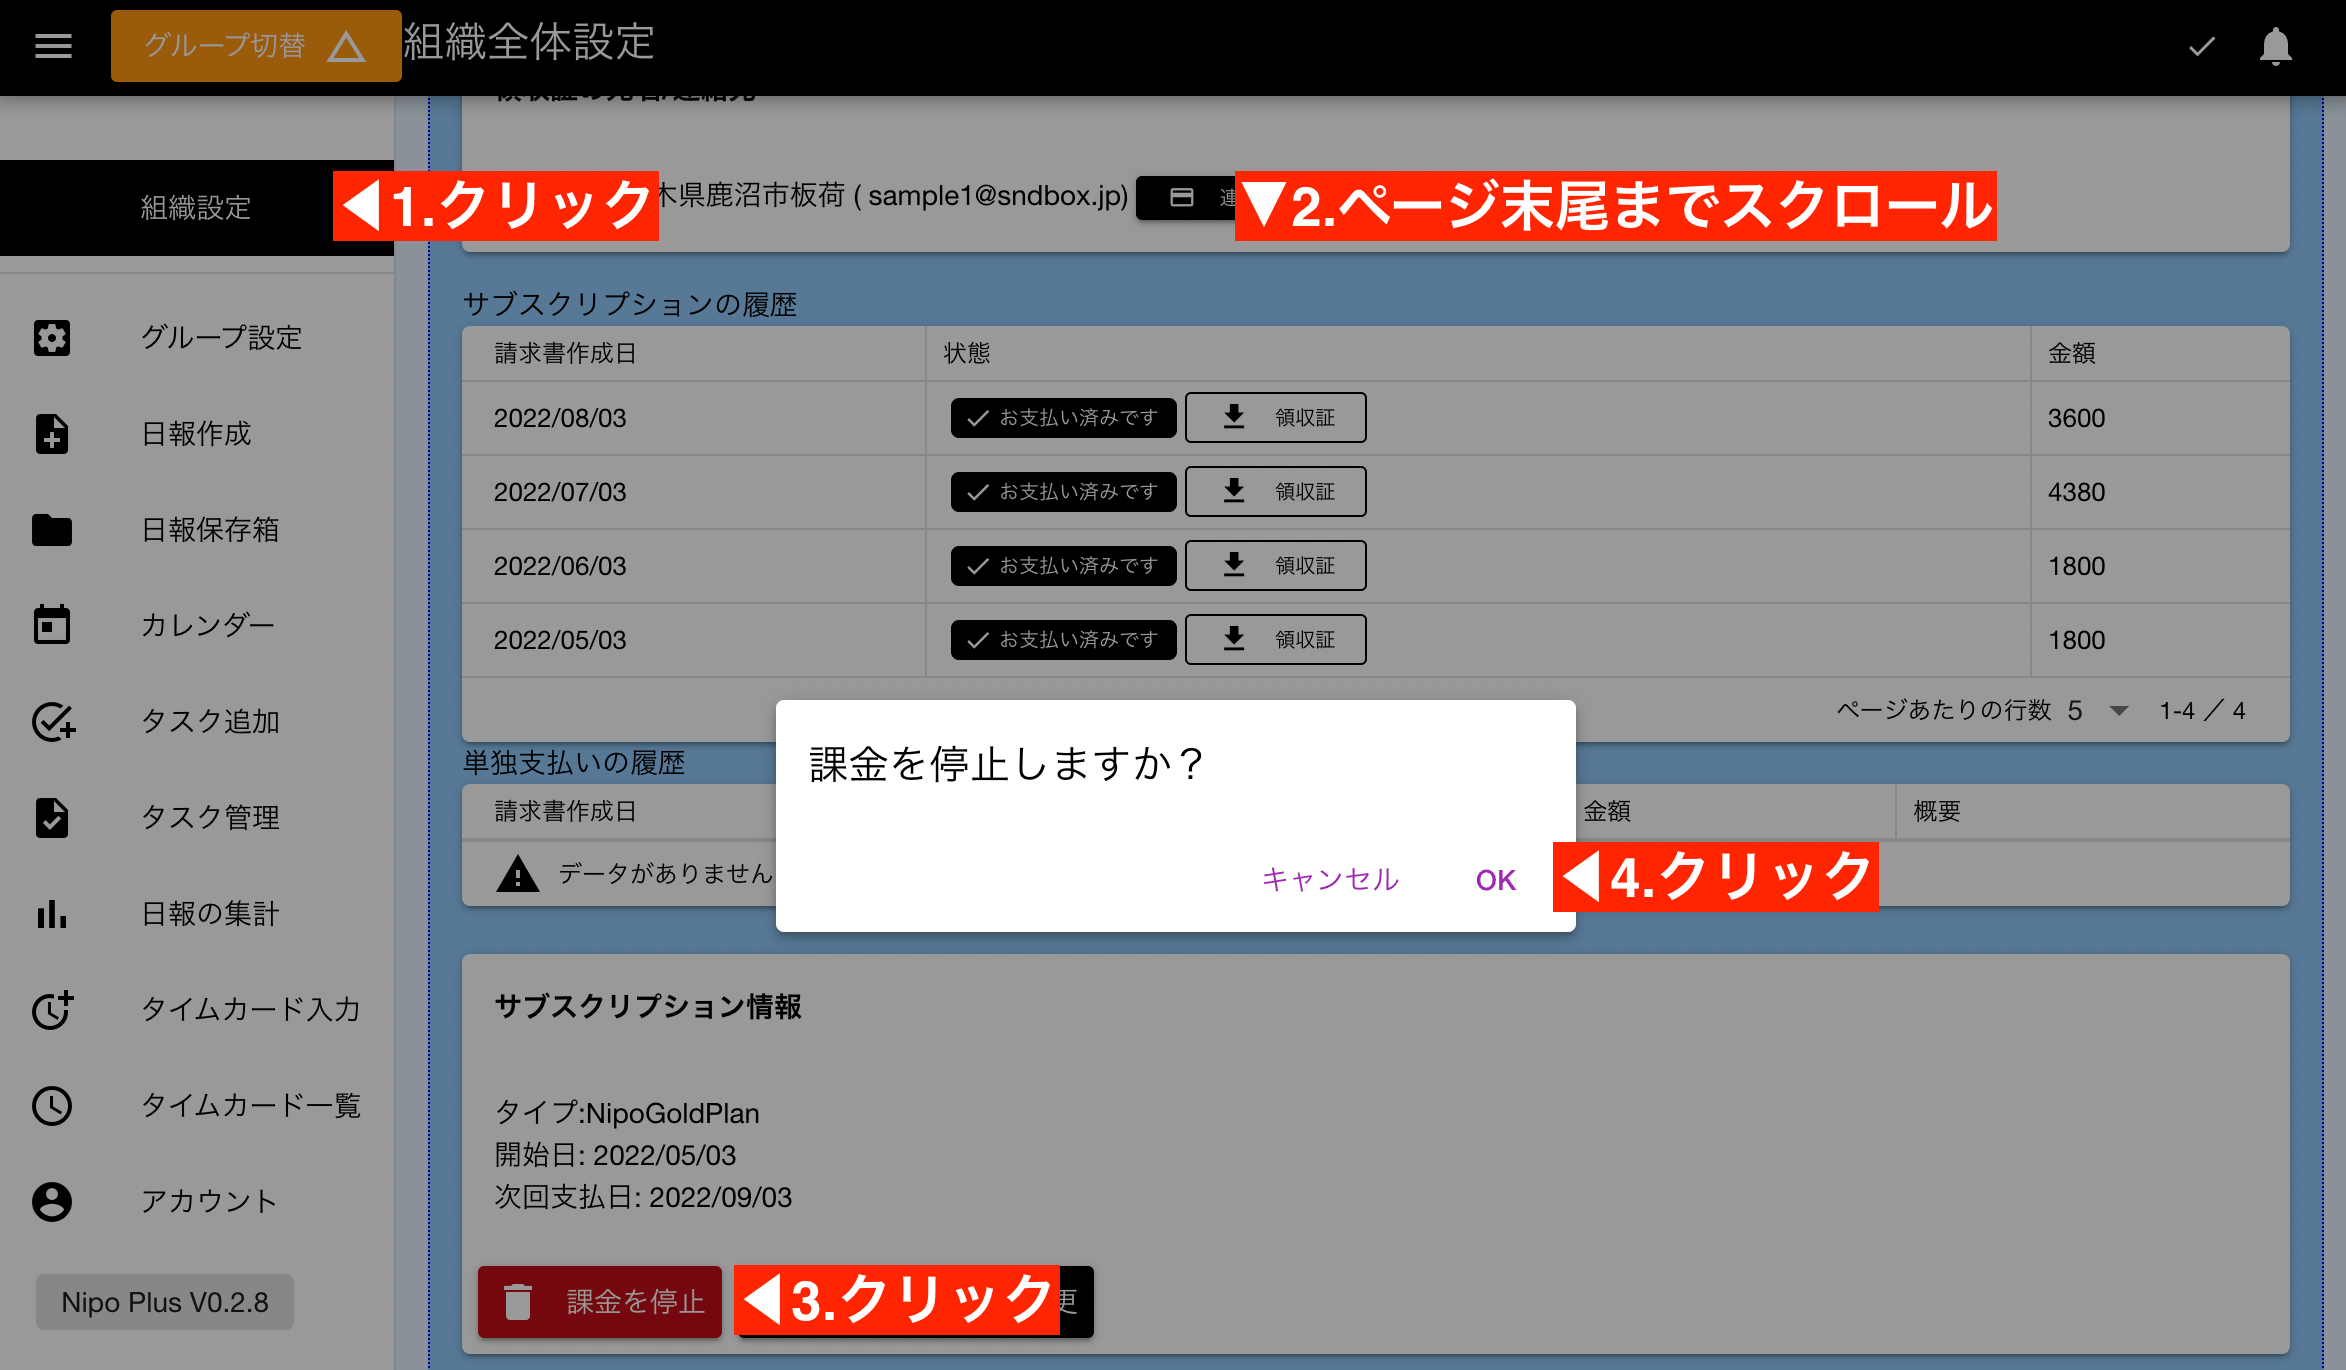 グループ切替
組織全体設定
組織設定
◀1.クリック
木県鹿沼市板荷 ( sample1@sndbox.jp)
▼2.ページ末尾までスクロール
グループ設定
日報作成
日報保存箱
カレンダー
タスク追加
タスク管理
日報の集計
タイムカード入力
タイムカード一覧
アカウント
Nipo Plus V0.2.8
サブスクリプションの履歴
請求書作成日 状態 金額
2022/08/03 お支払い済みです 領収証 3600
2022/07/03 お支払い済みです 領収証 4380
2022/06/03 お支払い済みです 領収証 1800
2022/05/03 お支払い済みです 領収証 1800
ページあたりの行数 5 1-4 ／ 4
単独支払いの履歴
請求書作成日 金額 概要
データがありません
課金を停止しますか？
キャンセル OK
◀4.クリック
サブスクリプション情報
タイプ:NipoGoldPlan
開始日: 2022/05/03
次回支払日: 2022/09/03
課金を停止
◀3.クリック
更